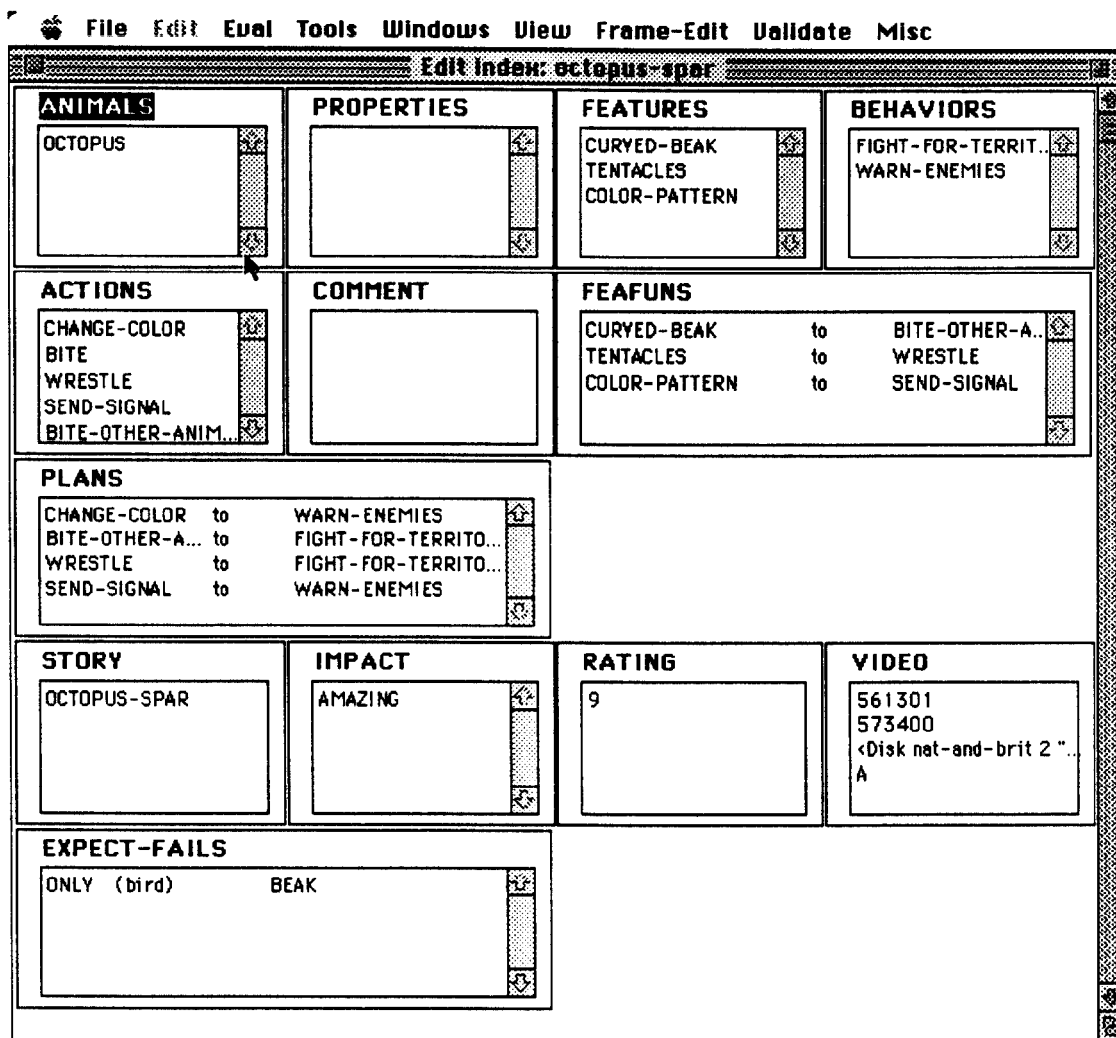 File Edit Eval Tools Windows View Frame-Edit Validate Misc
Edit Index: octopus-spar
ANIMALS
OCTOPUS
PROPERTIES
FEATURES
CURVED-BEAK
TENTACLES
COLOR-PATTERN
BEHAVIORS
FIGHT-FOR-TERRIT...
WARN-ENEMIES
ACTIONS
CHANGE-COLOR
BITE
WRESTLE
SEND-SIGNAL
BITE-OTHER-ANIM...
COMMENT
FEAFUNS
CURVED-BEAK to BITE-OTHER-A...
TENTACLES to WRESTLE
COLOR-PATTERN to SEND-SIGNAL
PLANS
CHANGE-COLOR to WARN-ENEMIES
BITE-OTHER-A... to FIGHT-FOR-TERRITO...
WRESTLE to FIGHT-FOR-TERRITO...
SEND-SIGNAL to WARN-ENEMIES
STORY
OCTOPUS-SPAR
IMPACT
AMAZING
RATING
9
VIDEO
561301
573400
<Disk nat-and-brit 2 "...
A
EXPECT-FAILS
ONLY (bird) BEAK